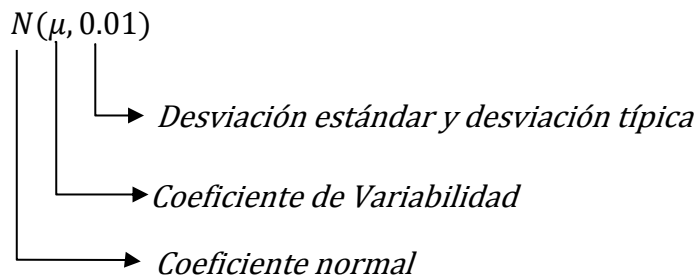 N(μ, 0.01)
Desviación estándar y desviación típica
Coeficiente de Variabilidad
Coeficiente normal